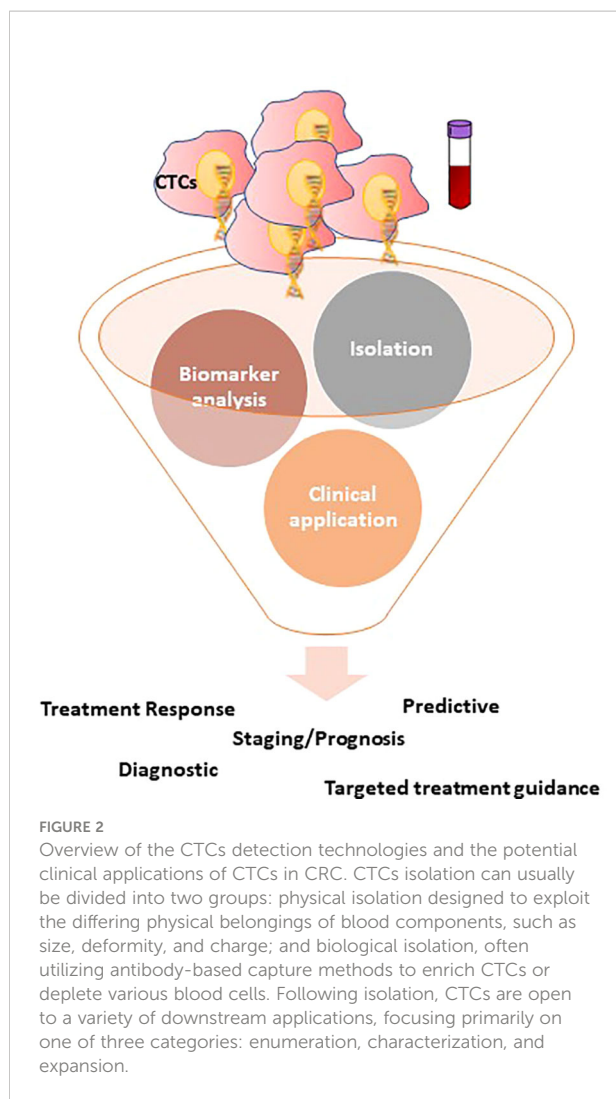 CTCs
Isolation
Biomarker
analysis
Clinical
application
Treatment Response
Predictive
Staging/Prognosis
Diagnostic
Targeted treatment guidance
FIGURE 2
Overview of the CTCs detection technologies and the potential
clinical applications of CTCs in CRC. CTCs isolation can usually
be divided into two groups: physical isolation designed to exploit
the differing physical belongings of blood components, such as
size, deformity, and charge; and biological isolation, often
utilizing antibody-based capture methods to enrich CTCs or
deplete various blood cells. Following isolation, CTCs are open
to a variety of downstream applications, focusing primarily on
one of three categories: enumeration, characterization, and
expansion.